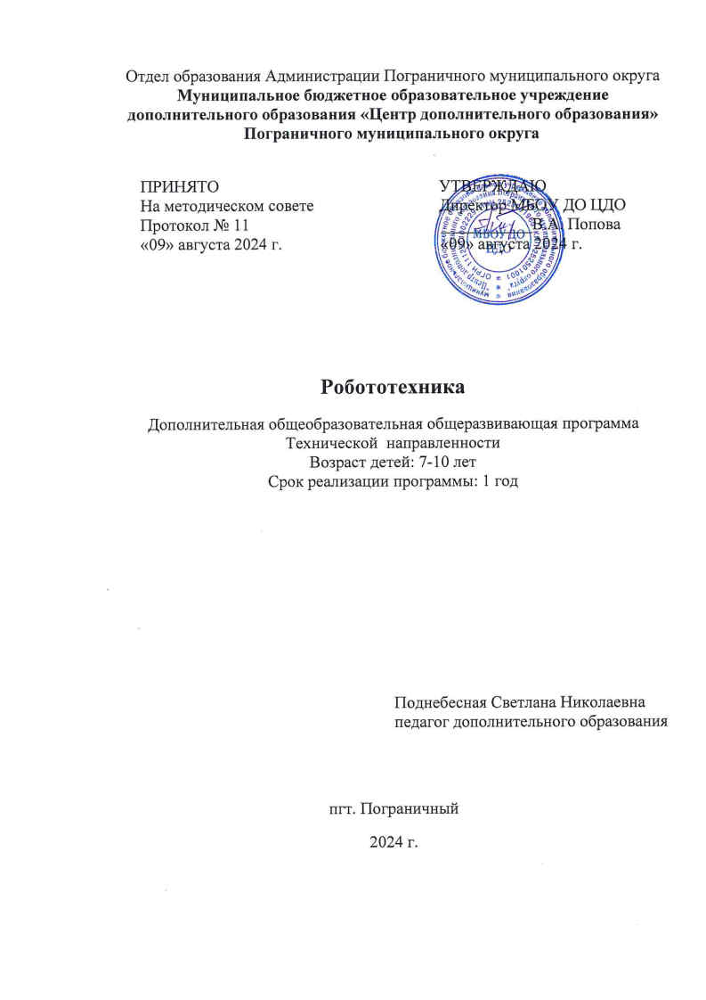 Отдел образования Администрации Пограничного муниципального округа
Муниципальное бюджетное образовательное учреждение
дополнительного образования «Центр дополнительного образования»
Пограничного муниципального округа
ПРИНЯТО
На методическом совете
Протокол № 11
«09» августа 2024 г.
УТВЕРЖДАЮ
Директор МБОУ ДО ЦДО
В.А. Попова
«09» августа 2024 г.
МБОУ ДО
ЦДО
Робототехника
Дополнительная общеобразовательная общеразвивающая программа
Технической направленности
Возраст детей: 7-10 лет
Срок реализации программы: 1 год
Поднебесная Светлана Николаевна
педагог дополнительного образования
пгт. Пограничный
2024 г.